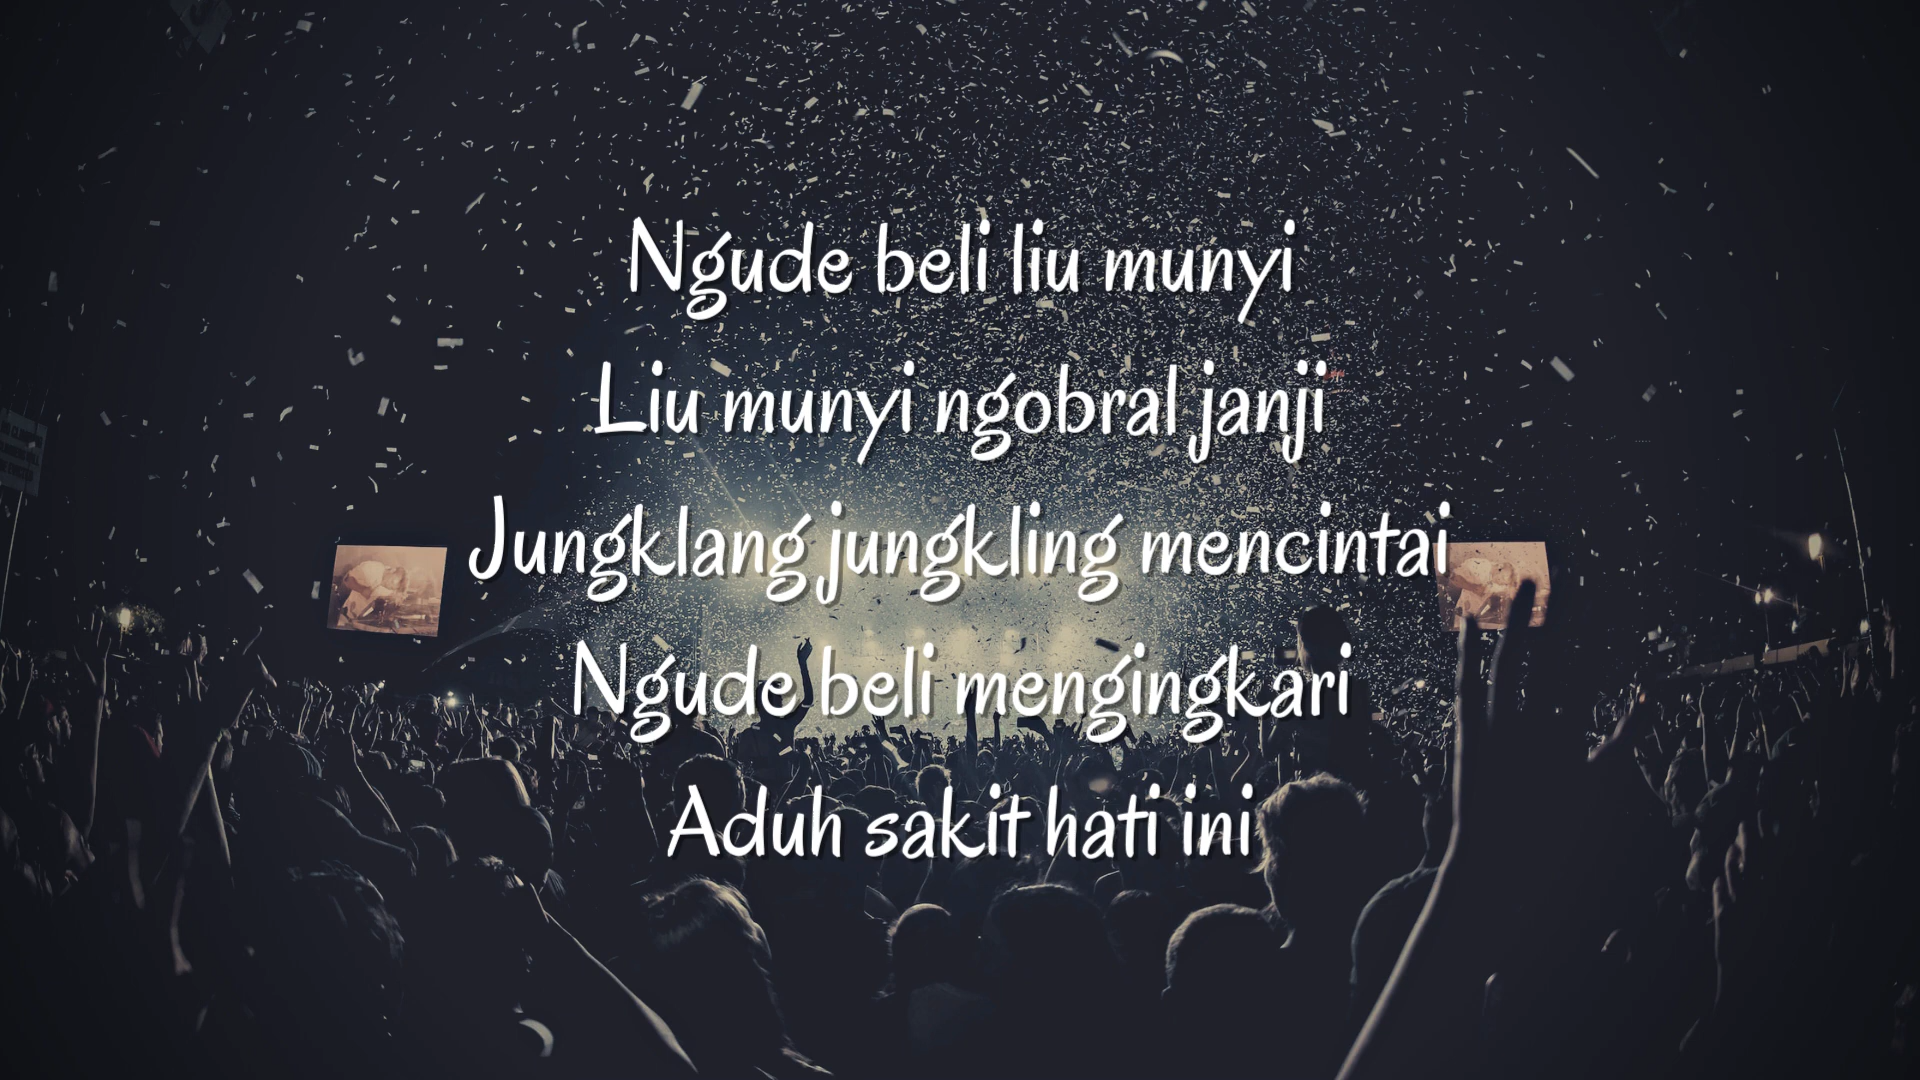 Ngude beli liu munyi
Liu munyi ngobral janji
Jungklang jungkling mencintai
Ngude beli mengingkari
Aduh sakit hati ini